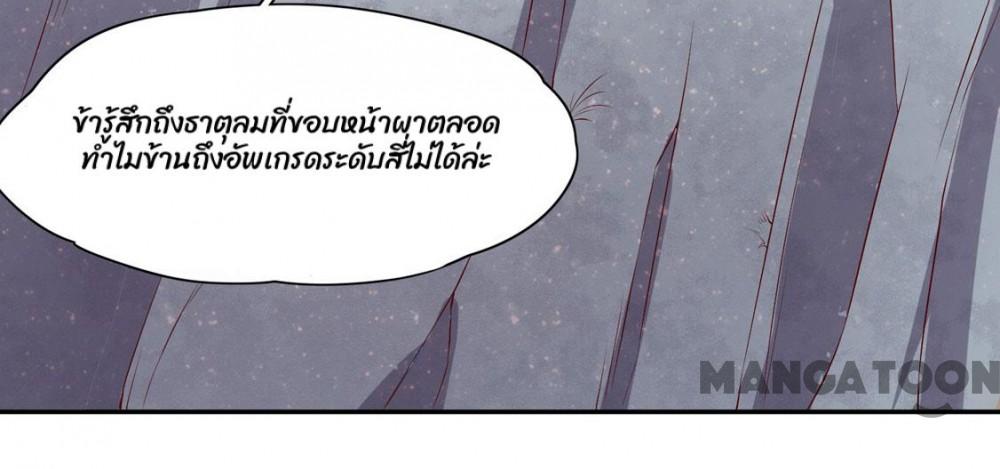 ข้ารู้สึกถึงธาตุลมที่ขอบหน้าผาตลอด
ทำไมข้านถึงอัพเกรดระดับสี่ไม่ได้ล่ะ
MANGATOON